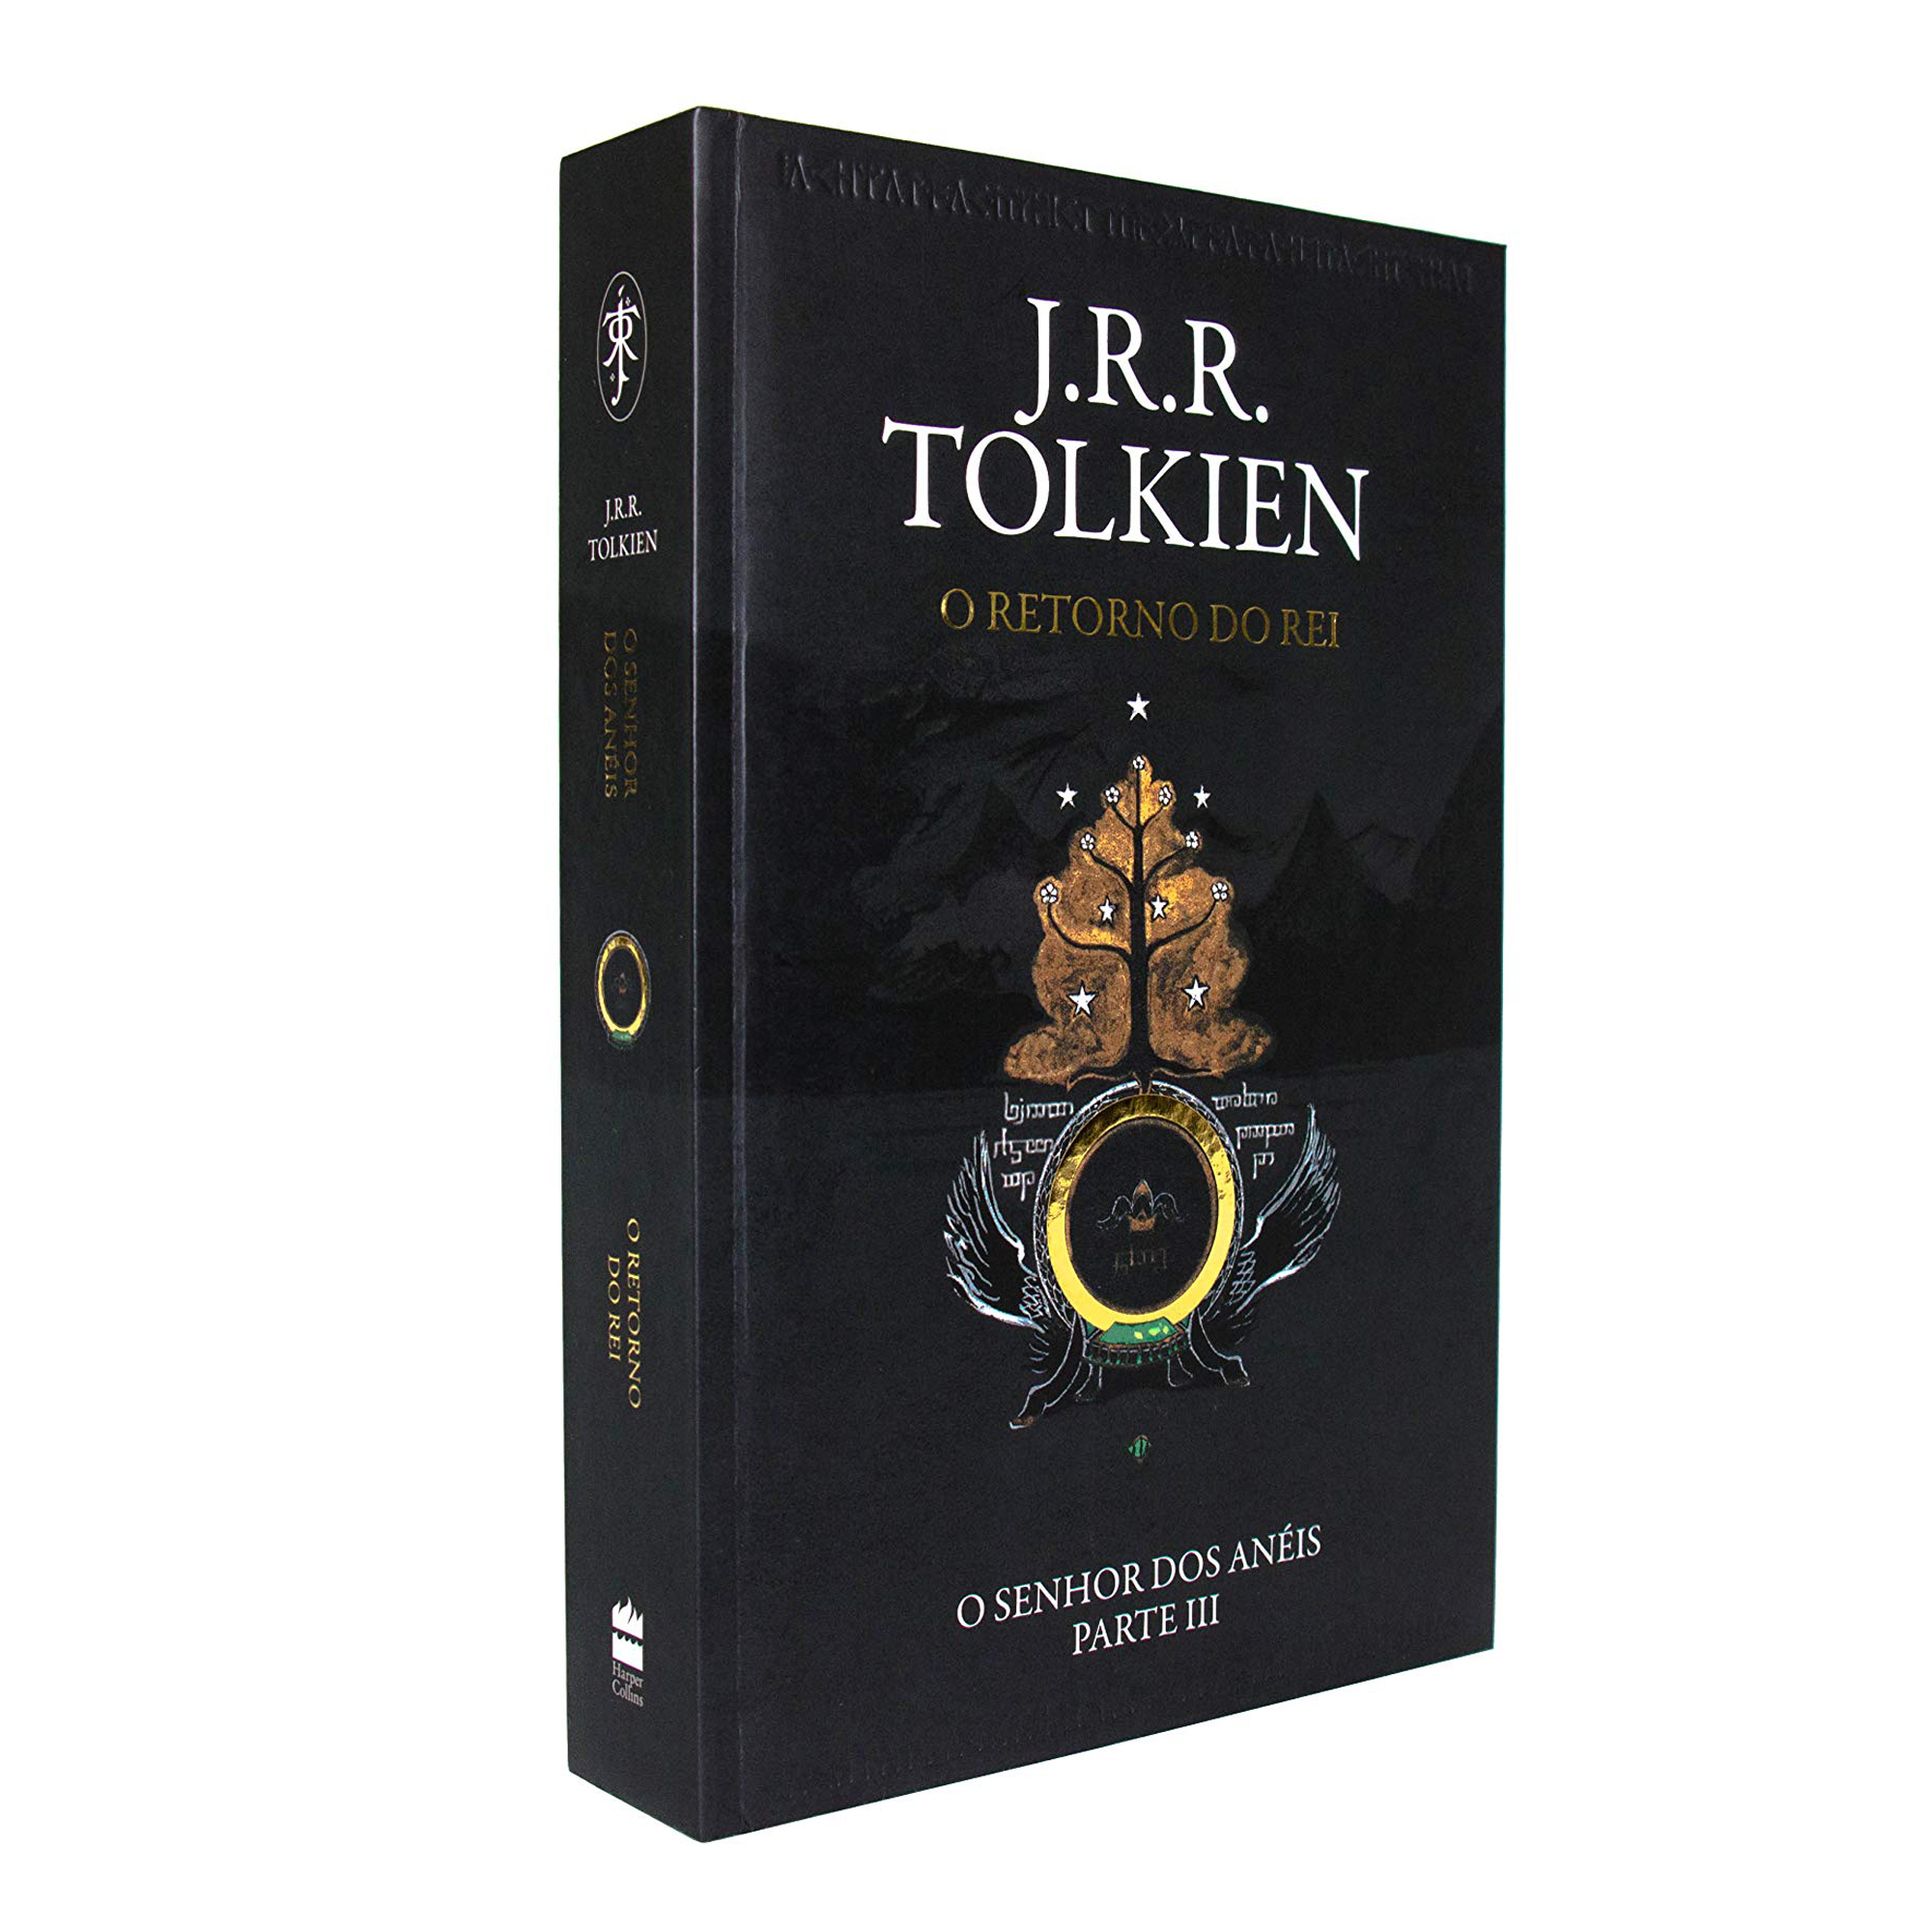 J.R.R.
TOLKIEN
O SENHOR
DOS ANÉIS
O RETORNO
DO REI
Harper
Collins
J.R.R.
TOLKIEN
O RETORNO DO REI
O SENHOR DOS ANÉIS
PARTE III